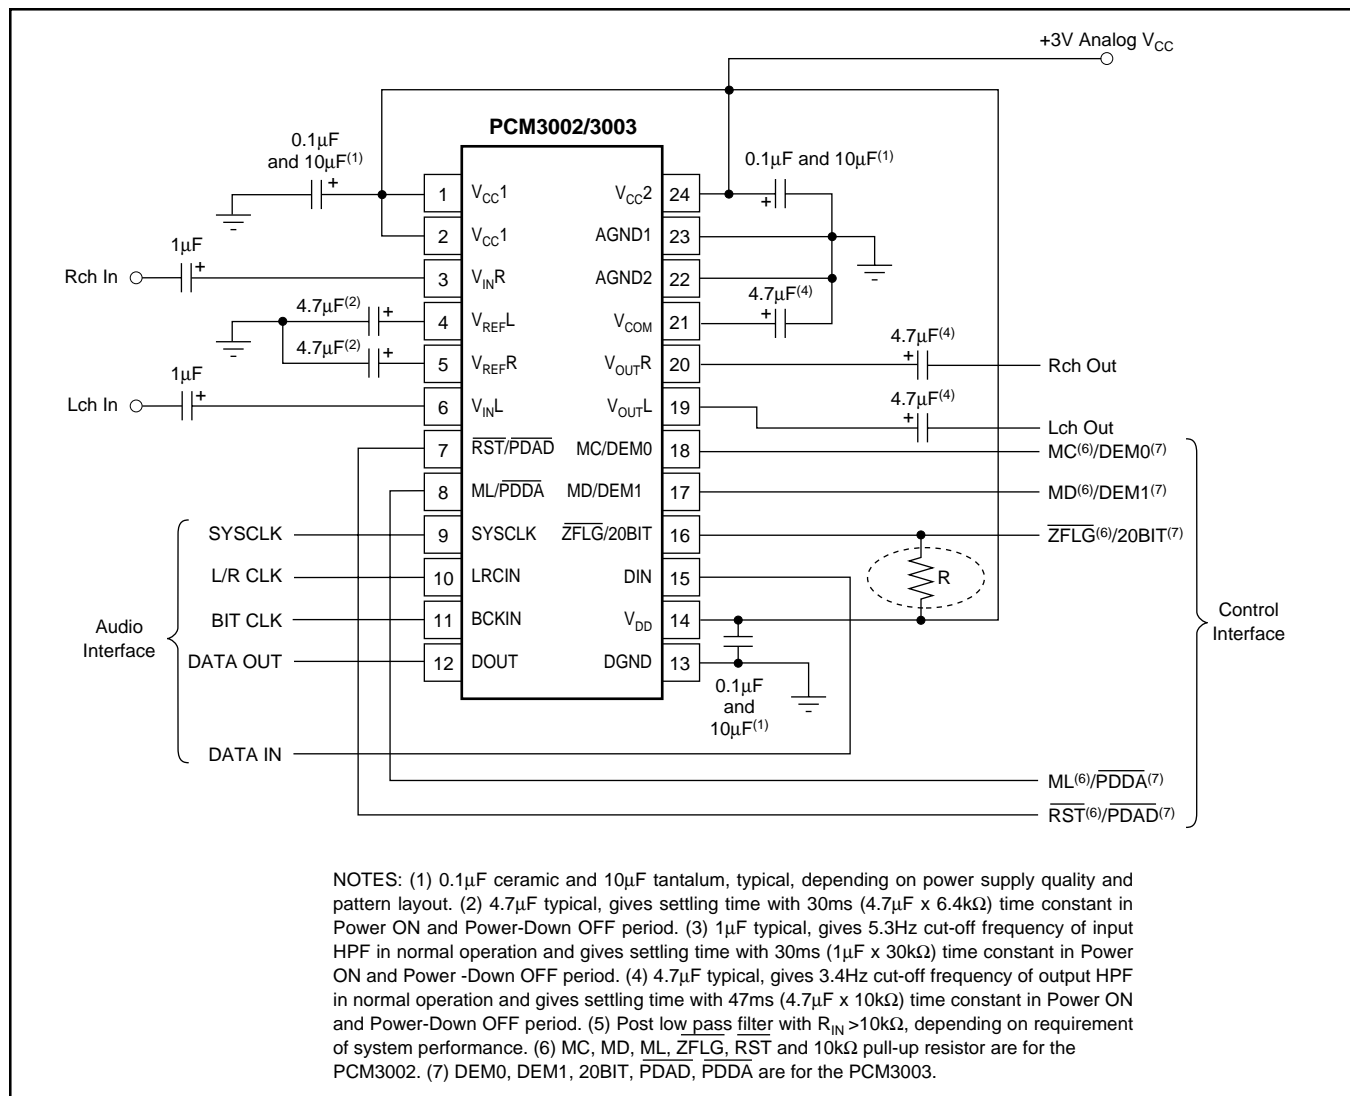 +3V Analog VCC
PCM3002/3003
0.1µF
and 10µF(1)
0.1µF and 10µF(1)
1 VCC1 VCC2 24
2 VCC1 AGND1 23
1µF
Rch In
3 VINR AGND2 22
4.7µF(2)
4 VREFL VCOM 21
4.7µF(4)
4.7µF(2)
5 VREFR VOUTR 20
4.7µF(4)
Rch Out
1µF
Lch In
6 VINL VOUTL 19
4.7µF(4)
Lch Out
7 RST/PDAD MC/DEM0 18
MC(6)/DEM0(7)
8 ML/PDDA MD/DEM1 17
MD(6)/DEM1(7)
SYSCLK
9 SYSCLK ZFLG/20BIT 16
ZFLG(6)/20BIT(7)
L/R CLK
10 LRCIN DIN 15
R
BIT CLK
11 BCKIN VDD 14
Audio
Interface
Control
Interface
DATA OUT
12 DOUT DGND 13
0.1µF
and
10µF(1)
DATA IN
ML(6)/PDDA(7)
RST(6)/PDAD(7)
NOTES: (1) 0.1µF ceramic and 10µF tantalum, typical, depending on power supply quality and
pattern layout. (2) 4.7µF typical, gives settling time with 30ms (4.7µF x 6.4kΩ) time constant in
Power ON and Power-Down OFF period. (3) 1µF typical, gives 5.3Hz cut-off frequency of input
HPF in normal operation and gives settling time with 30ms (1µF x 30kΩ) time constant in Power
ON and Power -Down OFF period. (4) 4.7µF typical, gives 3.4Hz cut-off frequency of output HPF
in normal operation and gives settling time with 47ms (4.7µF x 10kΩ) time constant in Power ON
and Power-Down OFF period. (5) Post low pass filter with RIN >10kΩ, depending on requirement
of system performance. (6) MC, MD, ML, ZFLG, RST and 10kΩ pull-up resistor are for the
PCM3002. (7) DEM0, DEM1, 20BIT, PDAD, PDDA are for the PCM3003.